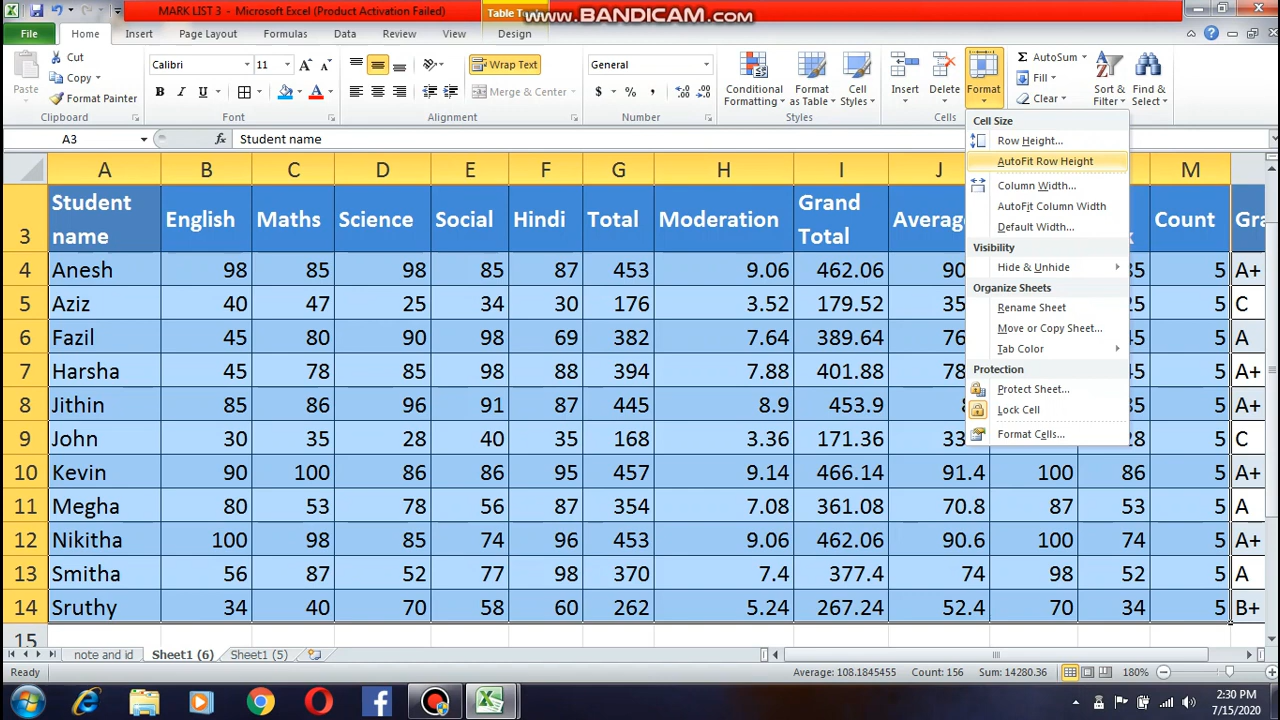 MARK LIST 3 - Microsoft Excel (Product Activation Failed)
Table To
www.BANDICAM.com
File Home Insert Page Layout Formulas Data Review View Design
Paste
Cut
Copy
Format Painter
Clipboard
Calibri 11
B I U
Font
Wrap Text
Merge & Center
Alignment
General
$ % ,
Number
Conditional Formatting
Format as Table
Cell Styles
Styles
Insert Delete Format
Cells
AutoSum
Fill
Clear
Sort & Filter
Find & Select
A3 fx Student name
Cell Size
Row Height...
AutoFit Row Height
Column Width...
AutoFit Column Width
Default Width...
Visibility
Hide & Unhide
Organize Sheets
Rename Sheet
Move or Copy Sheet...
Tab Color
Protection
Protect Sheet...
Lock Cell
Format Cells...
A B C D E F G H I J M
3 Student name English Maths Science Social Hindi Total Moderation Grand Total Average Count
4 Anesh 98 85 98 85 87 453 9.06 462.06 90 5 A+
5 Aziz 40 47 25 34 30 176 3.52 179.52 35 5 C
6 Fazil 45 80 90 98 69 382 7.64 389.64 76 5 A
7 Harsha 45 78 85 98 88 394 7.88 401.88 78 5 A+
8 Jithin 85 86 96 91 87 445 8.9 453.9 5 A+
9 John 30 35 28 40 35 168 3.36 171.36 33 28 5 C
10 Kevin 90 100 86 86 95 457 9.14 466.14 91.4 100 86 5 A+
11 Megha 80 53 78 56 87 354 7.08 361.08 70.8 87 53 5 A
12 Nikitha 100 98 85 74 96 453 9.06 462.06 90.6 100 74 5 A+
13 Smitha 56 87 52 77 98 370 7.4 377.4 74 98 52 5 A
14 Sruthy 34 40 70 58 60 262 5.24 267.24 52.4 70 34 5 B+
15
note and id Sheet1 (6) Sheet1 (5)
Ready Average: 108.1845455 Count: 156 Sum: 14280.36 180%
2:30 PM
7/15/2020